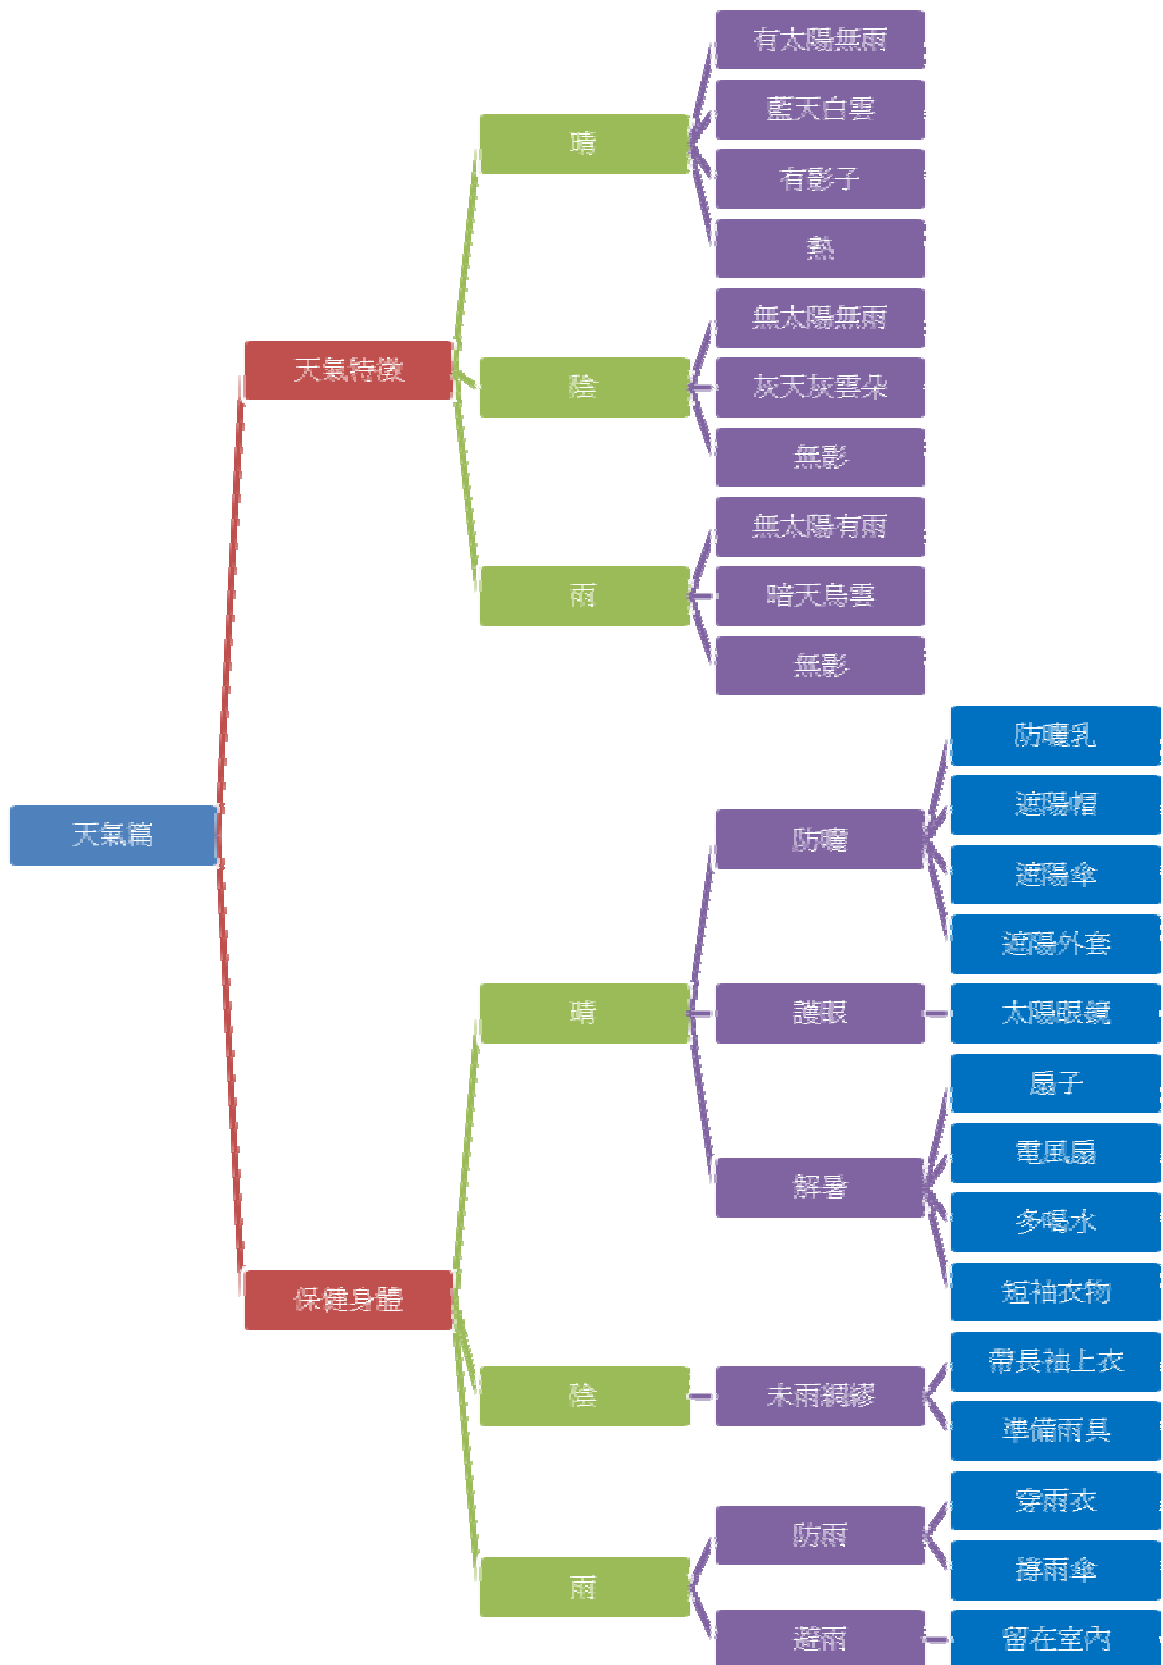 天氣篇
天氣特徵
晴
有太陽無雨
藍天白雲
有影子
熱
陰
無太陽無雨
灰天灰雲朵
無影
雨
無太陽有雨
暗天烏雲
無影
保健身體
晴
防曬
防曬乳
遮陽帽
遮陽傘
遮陽外套
護眼
太陽眼鏡
解暑
扇子
電風扇
多喝水
短袖衣物
陰
未雨綢繆
帶長袖上衣
準備雨具
雨
防雨
穿雨衣
撐雨傘
避雨
留在室內